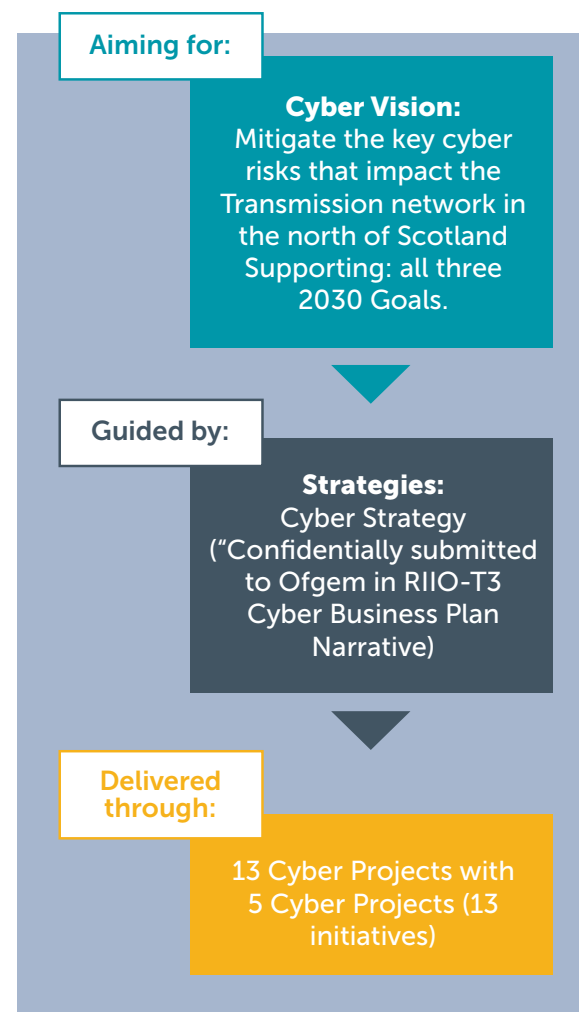 Aiming for:
Cyber Vision:
Mitigate the key cyber
risks that impact the
Transmission network in
the north of Scotland
Supporting: all three
2030 Goals.
Guided by:
Strategies:
Cyber Strategy
(“Confidentially submitted
to Ofgem in RIIO-T3
Cyber Business Plan
Narrative)
Delivered
through:
13 Cyber Projects with
5 Cyber Projects (13
initiatives)